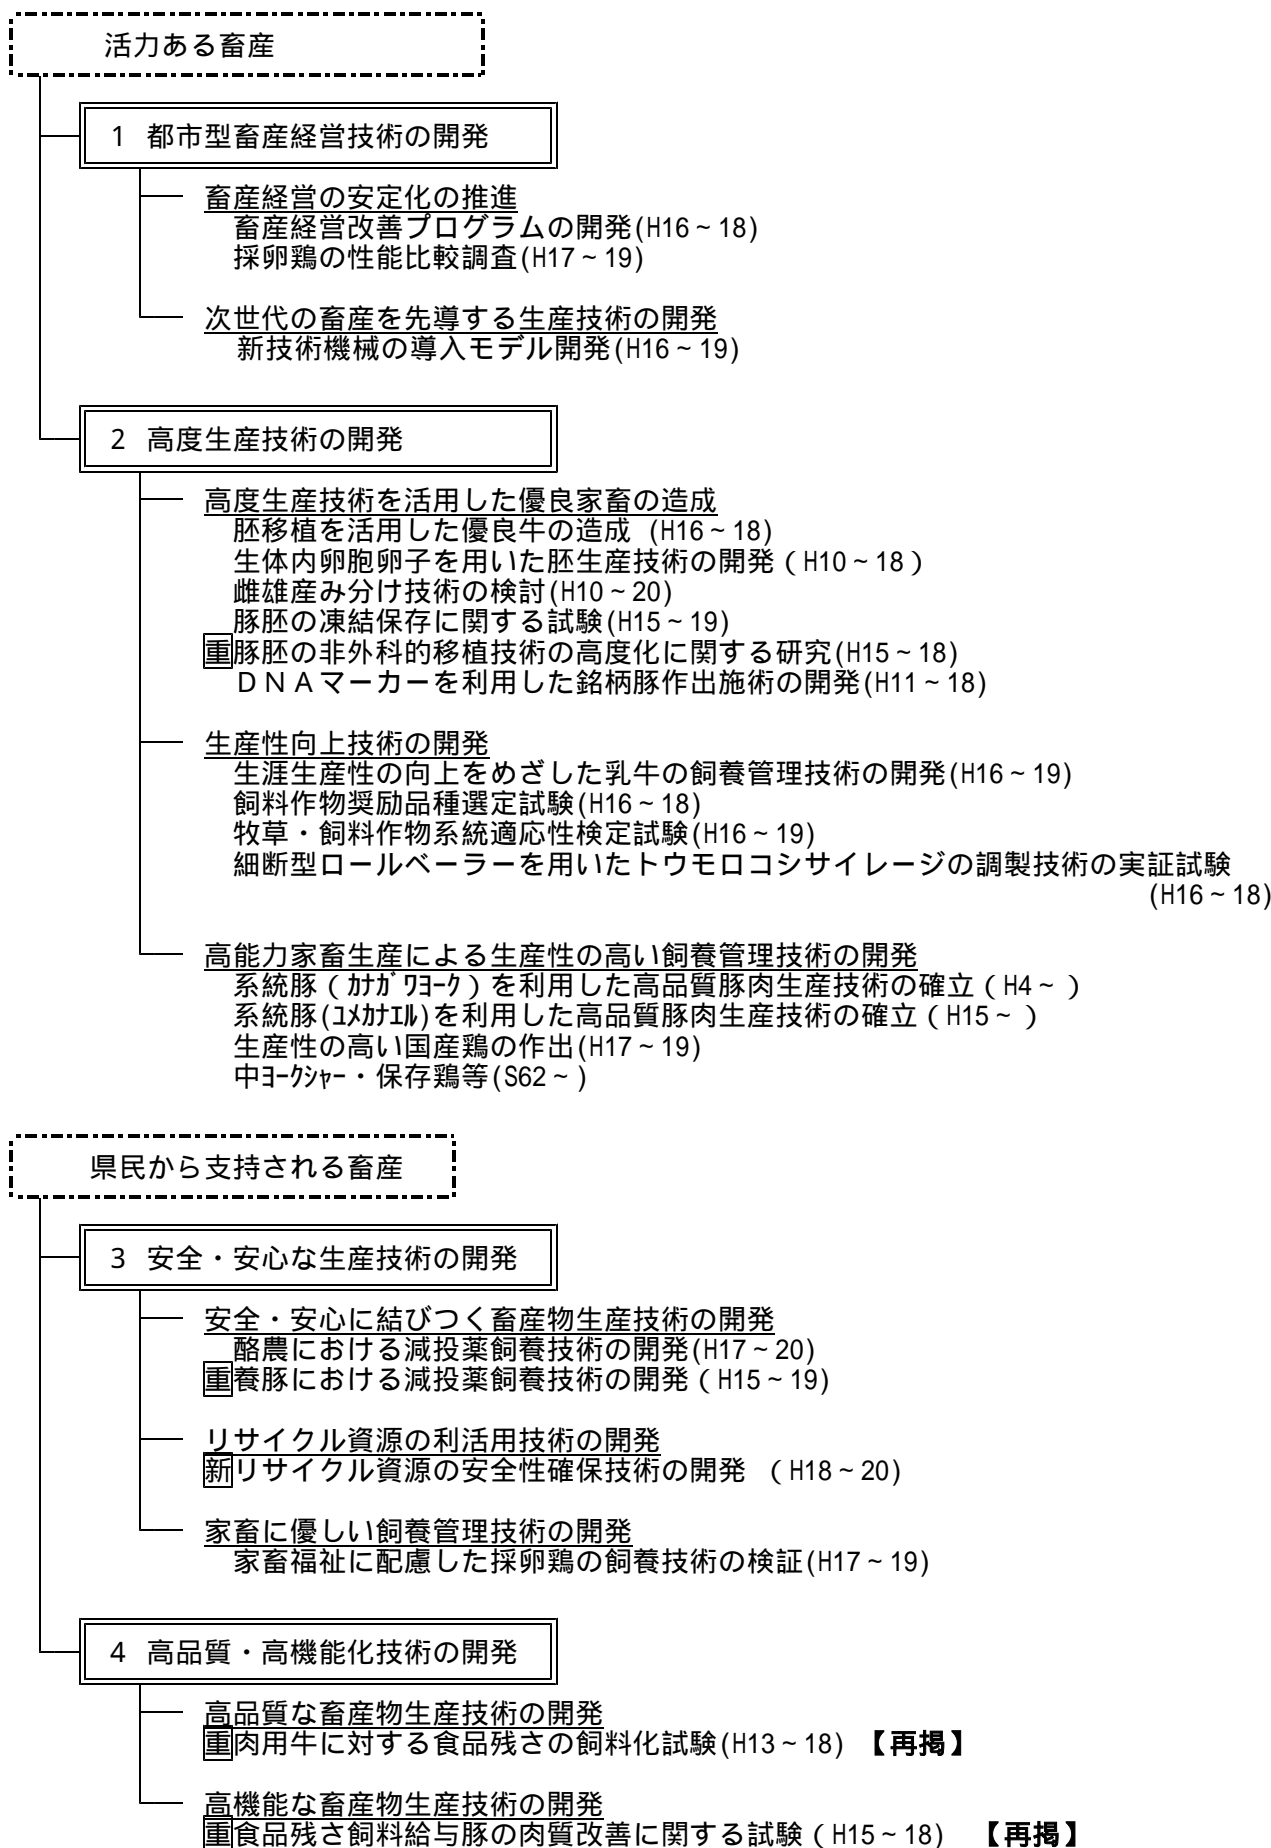 活力ある畜産
1 都市型畜産経営技術の開発
畜産経営の安定化の推進
畜産経営改善プログラムの開発(H16～18)
採卵鶏の性能比較調査(H17～19)
次世代の畜産を先導する生産技術の開発
新技術機械の導入モデル開発(H16～19)
2 高度生産技術の開発
高度生産技術を活用した優良家畜の造成
胚移植を活用した優良牛の造成 (H16～18)
生体内卵胞卵子を用いた胚生産技術の開発（H10～18）
雌雄産み分け技術の検討(H10～20)
豚胚の凍結保存に関する試験(H15～19)
重豚胚の非外科的移植技術の高度化に関する研究(H15～18)
ＤＮＡマーカーを利用した銘柄豚作出施術の開発(H11～18)
生産性向上技術の開発
生涯生産性の向上をめざした乳牛の飼養管理技術の開発(H16～19)
飼料作物奨励品種選定試験(H16～18)
牧草・飼料作物系統適応性検定試験(H16～19)
細断型ロールベーラーを用いたトウモロコシサイレージの調製技術の実証試験
(H16～18)
高能力家畜生産による生産性の高い飼養管理技術の開発
系統豚（ｶﾅｶﾞﾜﾖｰｸ）を利用した高品質豚肉生産技術の確立（H4～）
系統豚(ﾕﾒｶﾅｴﾙ)を利用した高品質豚肉生産技術の確立（H15～）
生産性の高い国産鶏の作出(H17～19)
中ﾖｰｸｼｬｰ・保存鶏等(S62～)
県民から支持される畜産
3 安全・安心な生産技術の開発
安全・安心に結びつく畜産物生産技術の開発
酪農における減投薬飼養技術の開発(H17～20)
重養豚における減投薬飼養技術の開発（H15～19)
リサイクル資源の利活用技術の開発
新リサイクル資源の安全性確保技術の開発 （H18～20)
家畜に優しい飼養管理技術の開発
家畜福祉に配慮した採卵鶏の飼養技術の検証(H17～19)
4 高品質・高機能化技術の開発
高品質な畜産物生産技術の開発
重肉用牛に対する食品残さの飼料化試験(H13～18) 【再掲】
高機能な畜産物生産技術の開発
重食品残さ飼料給与豚の肉質改善に関する試験（H15～18) 【再掲】